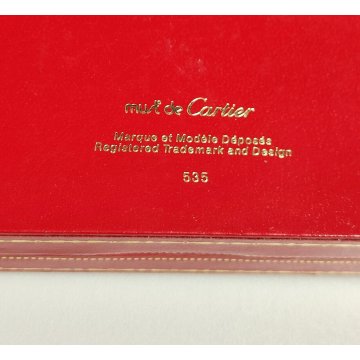 must de Cartier
Marque et Modèle Déposés
Registered Trademark and Design
535